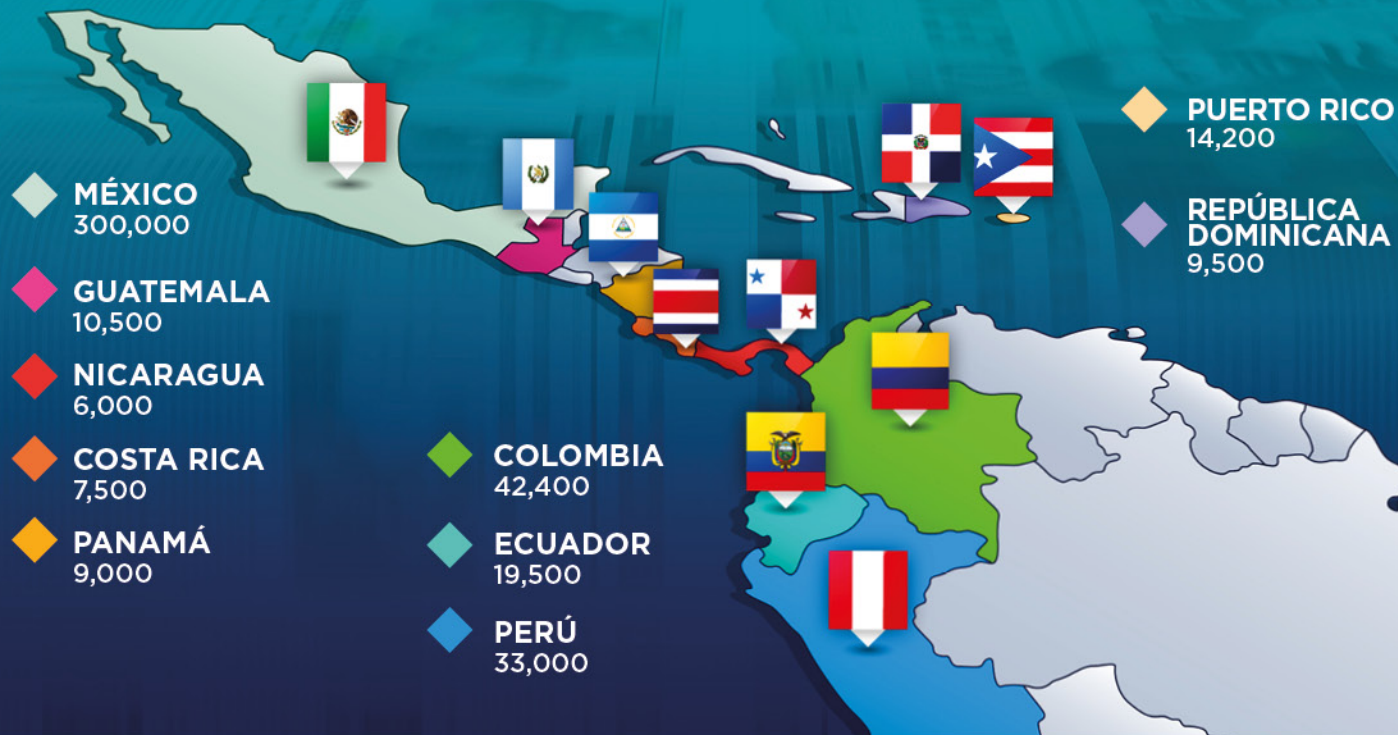 MÉXICO
300,000
GUATEMALA
10,500
NICARAGUA
6,000
COSTA RICA
7,500
PANAMÁ
9,000
COLOMBIA
42,400
ECUADOR
19,500
PERÚ
33,000
PUERTO RICO
14,200
REPÚBLICA
DOMINICANA
9,500